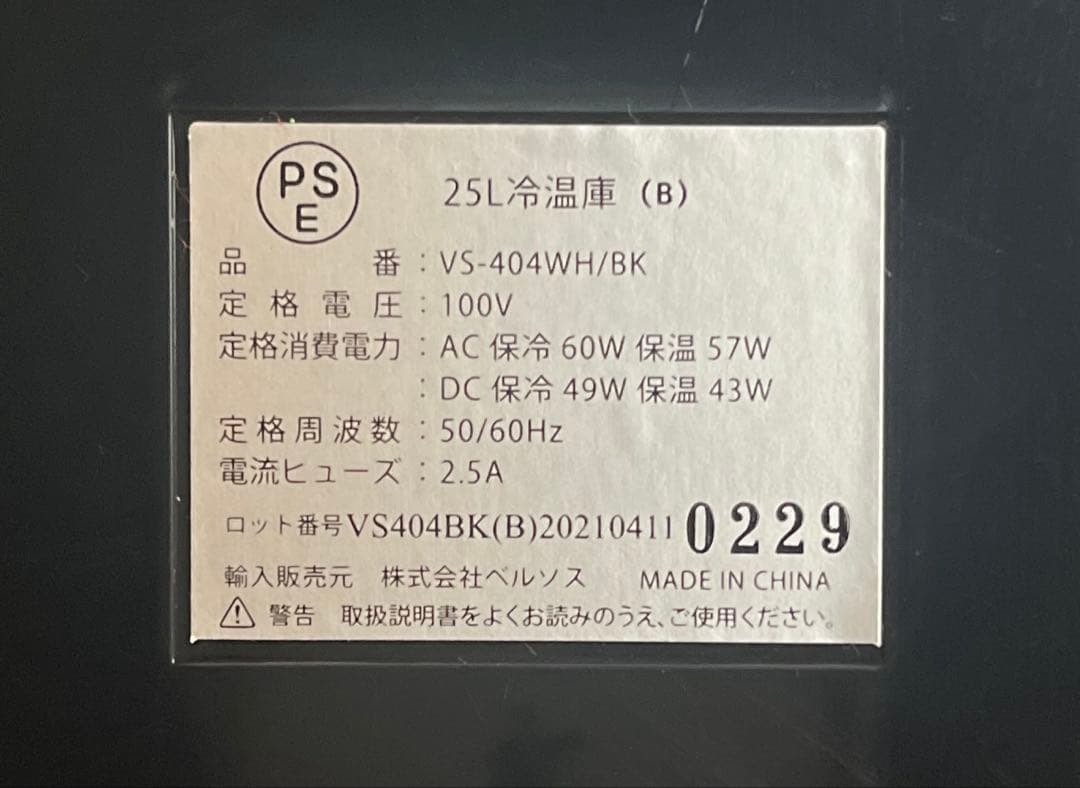 PS
E
25L冷温庫（B）
品番：VS-404WH/BK
定格電圧：100V
定格消費電力：AC 保冷 60W 保温 57W
：DC 保冷 49W 保温 43W
定格周波数：50/60Hz
電流ヒューズ：2.5A
ロット番号VS404BK(B)20210411 0229
輸入販売元 株式会社ベルソス MADE IN CHINA
警告 取扱説明書をよくお読みのうえ、ご使用ください。